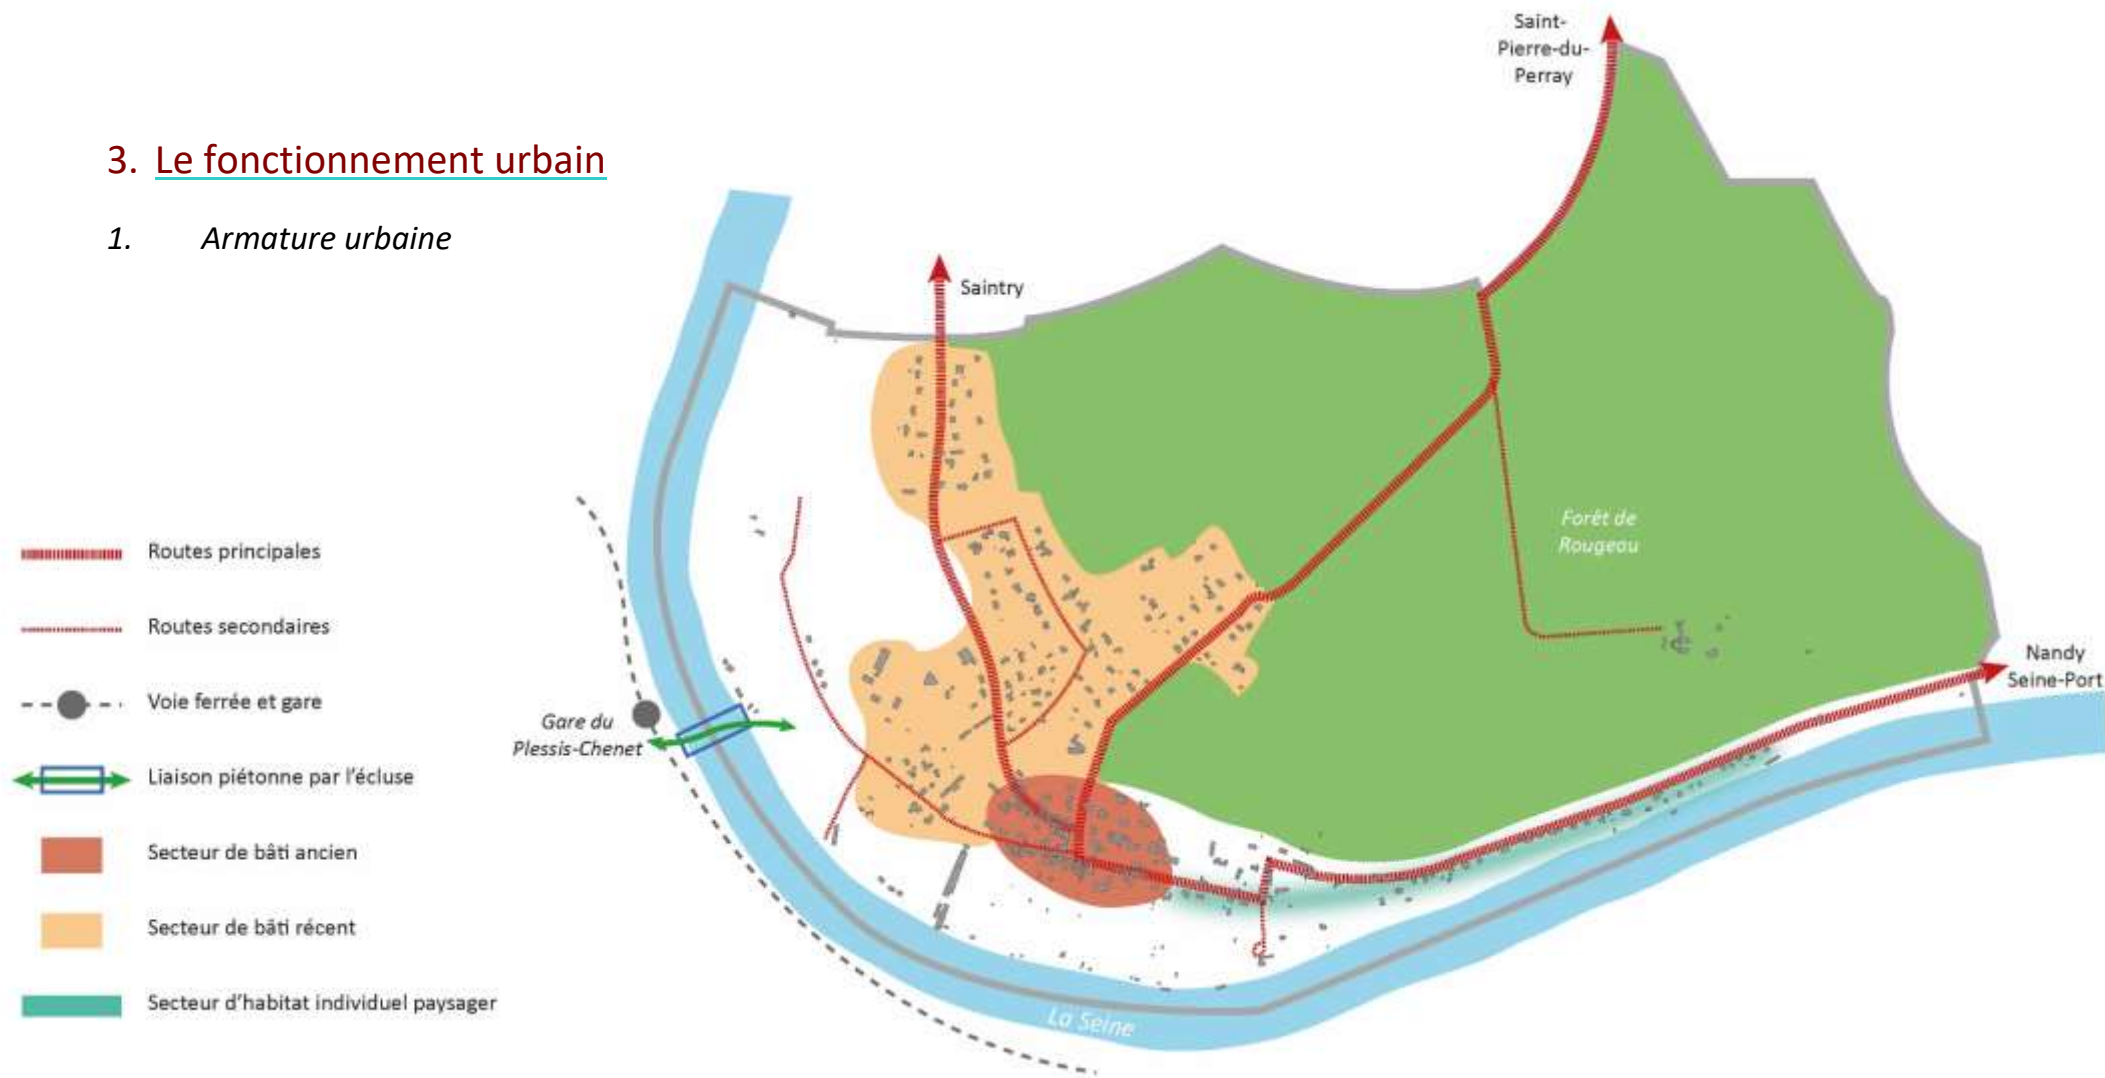 3. Le fonctionnement urbain
1. Armature urbaine
Saint-
Pierre-du-
Perray
Saintry
Forêt de
Rougeau
Nandy
Seine-Port
Gare du
Plessis-Chenet
La Seine
Routes principales
Routes secondaires
Voie ferrée et gare
Liaison piétonne par l'écluse
Secteur de bâti ancien
Secteur de bâti récent
Secteur d'habitat individuel paysager